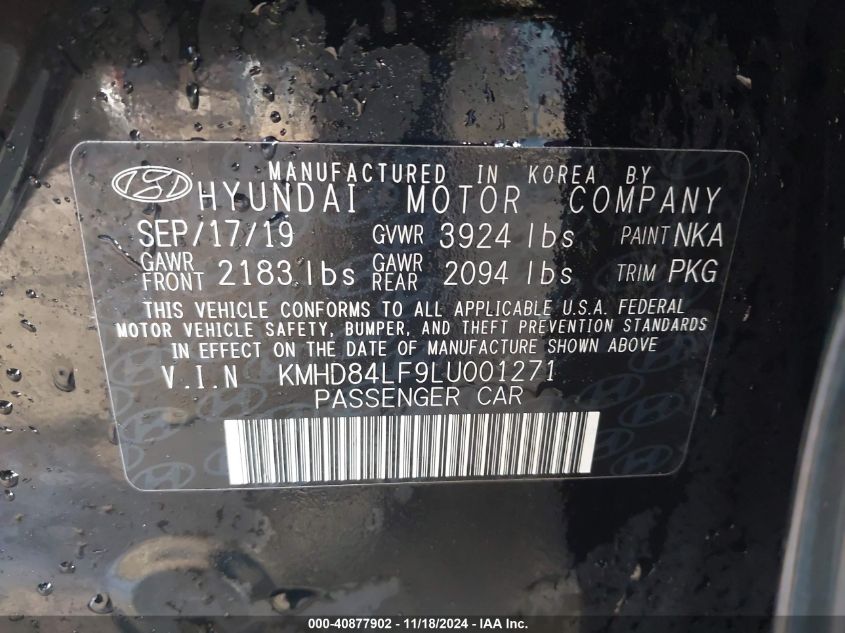 MANUFACTURED IN KOREA BY
HYUNDAI MOTOR COMPANY
SEP/17/19 GVWR 3924 lbs PAINT NKA
GAWR FRONT 2183 lbs GAWR REAR 2094 lbs TRIM PKG
THIS VEHICLE CONFORMS TO ALL APPLICABLE U.S.A. FEDERAL
MOTOR VEHICLE SAFETY, BUMPER, AND THEFT PREVENTION STANDARDS
IN EFFECT ON THE DATE OF MANUFACTURE SHOWN ABOVE
V.I.N KMHD84LF9LU001271
PASSENGER CAR
000-40877902 - 11/18/2024 - IAA Inc.